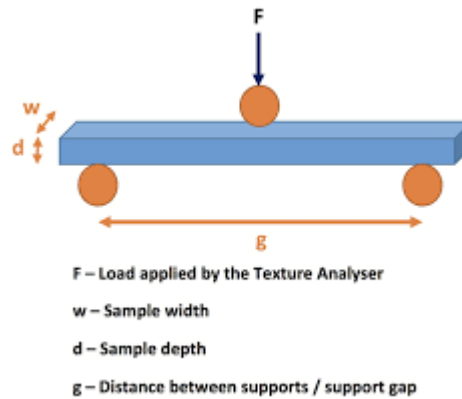 F
w
d
g
F – Load applied by the Texture Analyser
w – Sample width
d – Sample depth
g – Distance between supports / support gap